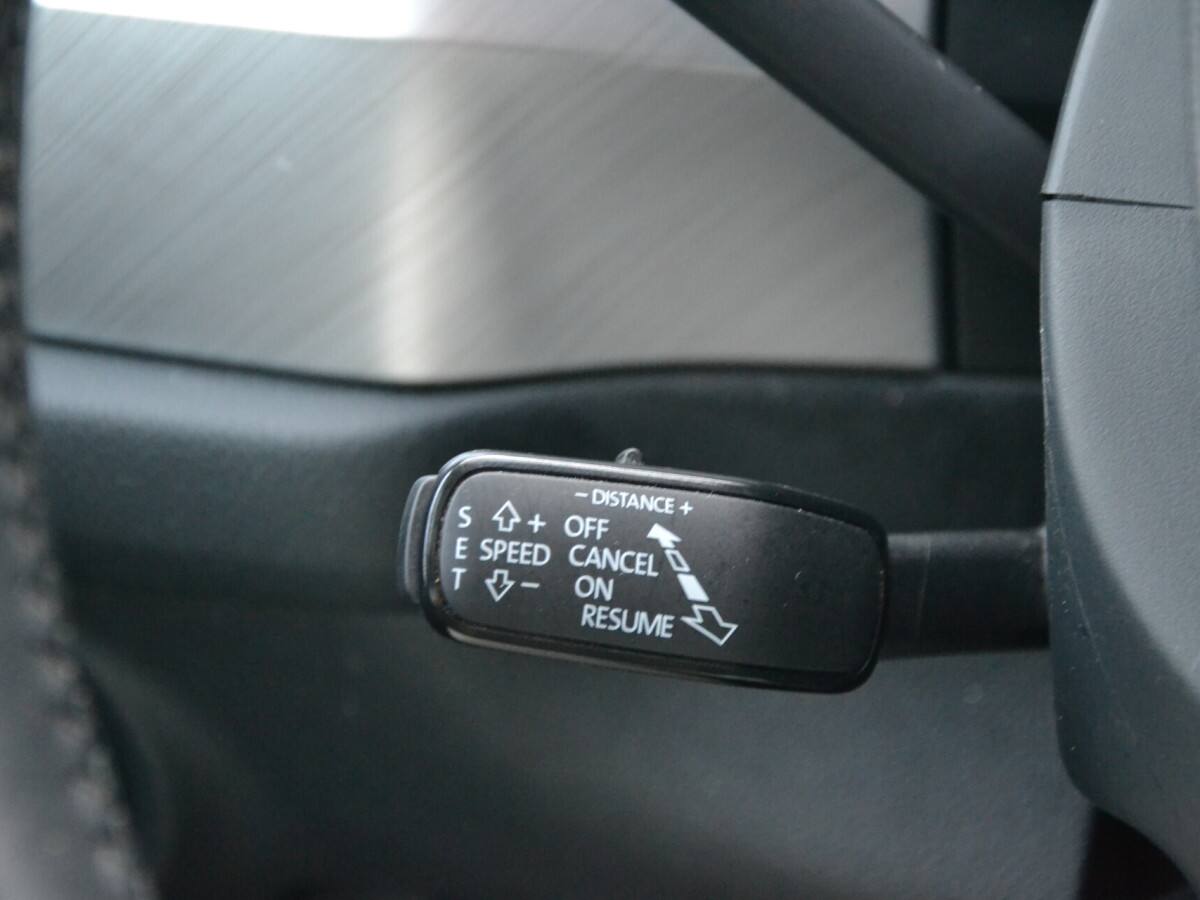 - DISTANCE +
S + OFF
E SPEED CANCEL
T - ON
RESUME